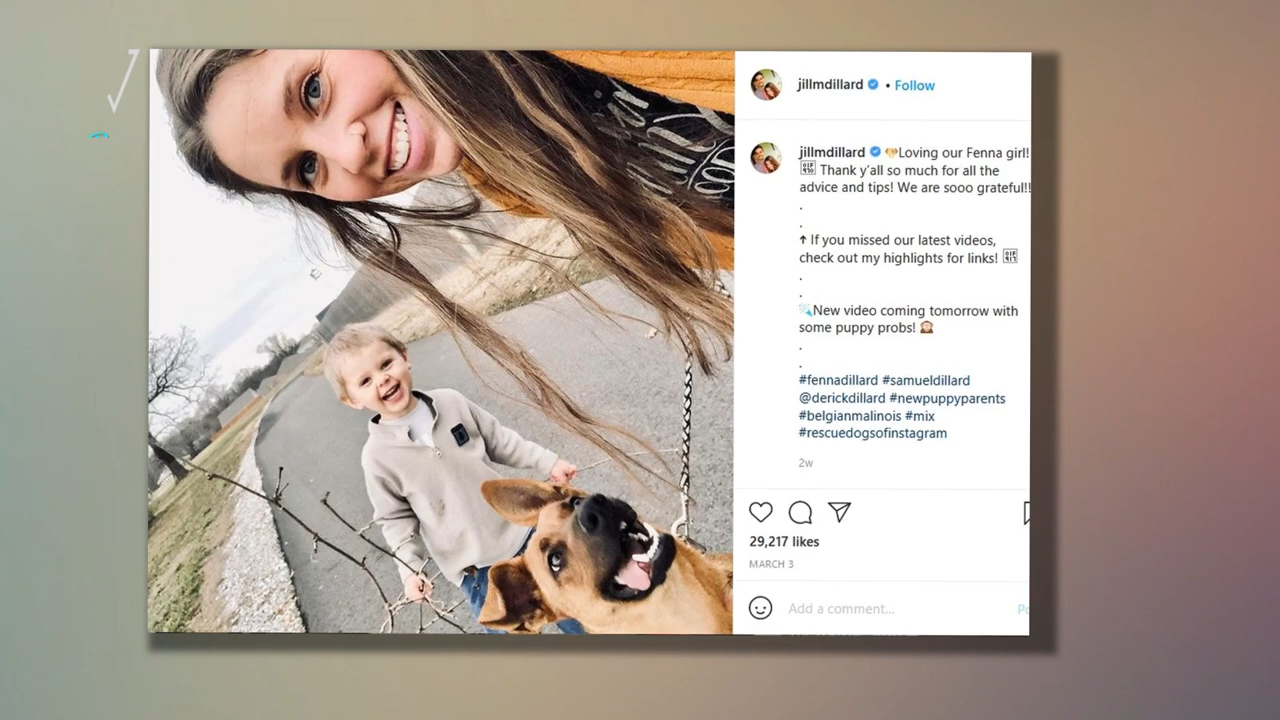 jillmdillard • Follow
jillmdillard Loving our Fenna girl!
Thank y'all so much for all the
advice and tips! We are sooo grateful!!
.
.
↑ If you missed our latest videos,
check out my highlights for links!
.
.
New video coming tomorrow with
some puppy probs! 🙊
.
.
#fennadillard #samueldillard
@derickdillard #newpuppyparents
#belgianmalinois #mix
#rescuedogsofinstagram
2w
29,217 likes
MARCH 3
Add a comment...
Po